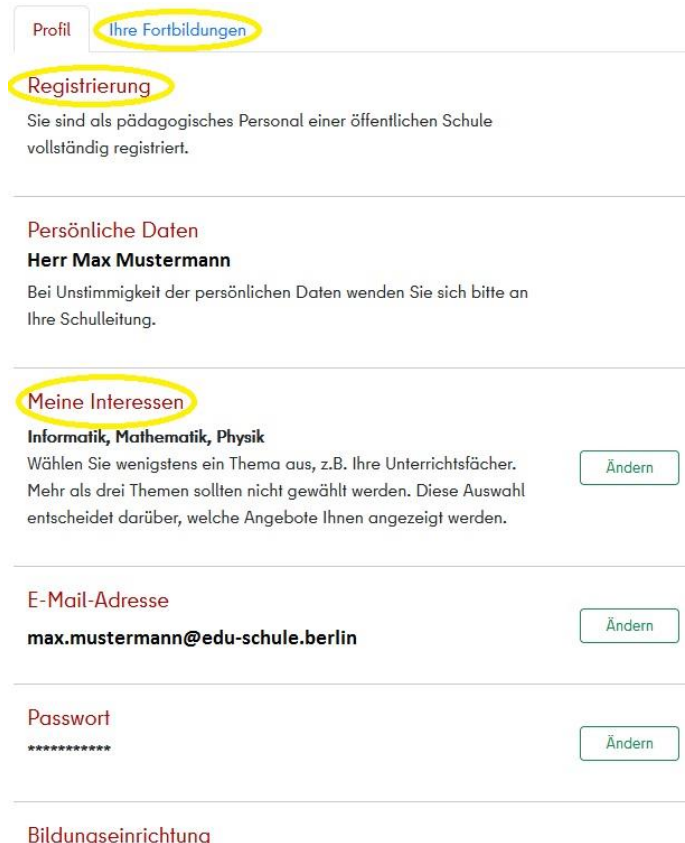 Profil
Ihre Fortbildungen
Registrierung
Sie sind als pädagogisches Personal einer öffentlichen Schule
vollständig registriert.
Persönliche Daten
Herr Max Mustermann
Bei Unstimmigkeit der persönlichen Daten wenden Sie sich bitte an
Ihre Schulleitung.
Meine Interessen
Informatik, Mathematik, Physik
Wählen Sie wenigstens ein Thema aus, z.B. Ihre Unterrichtsfächer.
Mehr als drei Themen sollten nicht gewählt werden. Diese Auswahl
entscheidet darüber, welche Angebote Ihnen angezeigt werden.
Ändern
E-Mail-Adresse
max.mustermann@edu-schule.berlin
Ändern
Passwort
***********
Ändern
Bildungseinrichtung